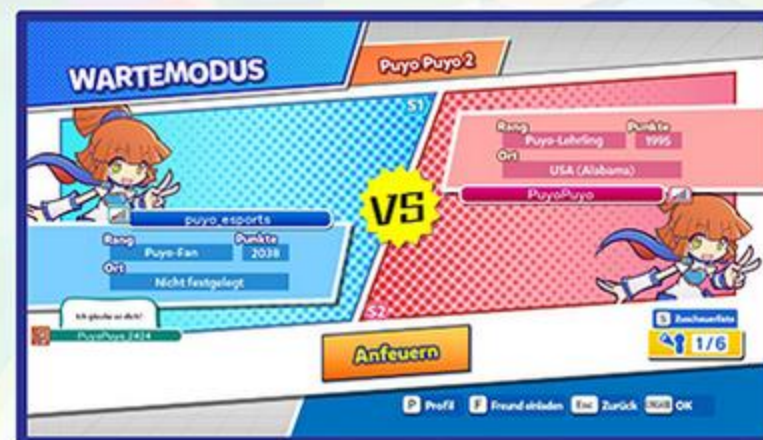 WARTEMODUS
Puyo Puyo 2
S1
Rang Punkte
Puyo-Lehrling 1995
Ort
USA (Alabama)
PuyoPuyo
VS
puyo_esports
Rang Punkte
Puyo-Fan 2038
Ort
Nicht festgelegt
S2
Ich glaube an dich!
PuyoPuyo 2424
Anfeuern
S Zuschauerliste
1/6
P Profil F Freund einladen Esc Zurück OK